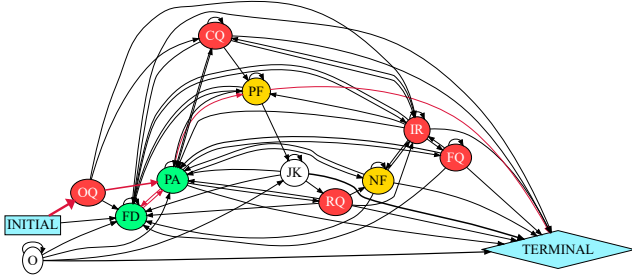 CQ
PF
IR
FQ
JK
PA
NF
OQ
RQ
FD
INITIAL
TERMINAL
O